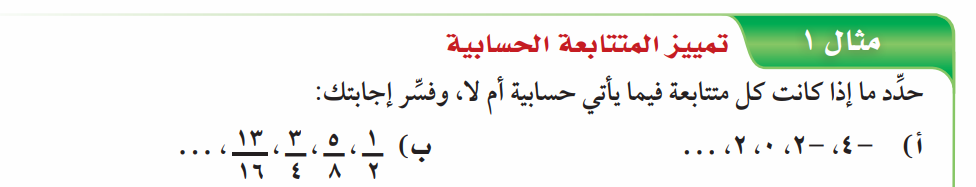 مثال ١ تمييز المتتابعة الحسابية
حدِّد ما إذا كانت كل متتابعة فيما يأتي حسابية أم لا، وفسِّر إجابتك:
أ) −٤، −٢، ٠، ٢، ... ب) ١/٢، ٥/٨، ٣/٤، ١٣/١٦، ...